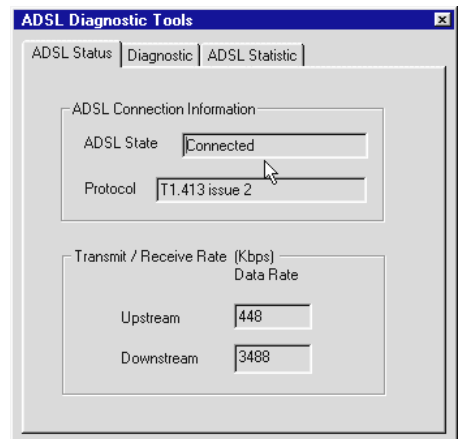 ADSL Diagnostic Tools
ADSL Status Diagnostic ADSL Statistic
ADSL Connection Information
ADSL State Connected
Protocol T1.413 issue 2
Transmit / Receive Rate (Kbps)
Data Rate
Upstream 448
Downstream 3488